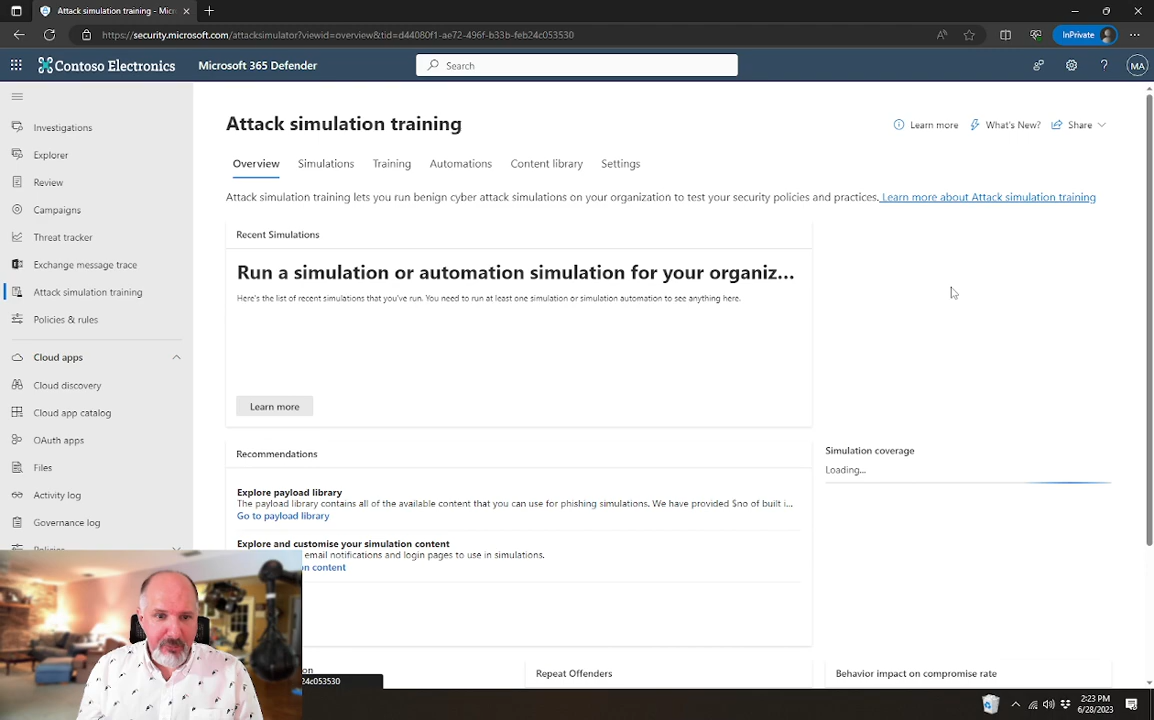 Attack simulation training - Mi
https://security.microsoft.com/attacksimulator?viewid=overview&tid=d44080f1-ae72-496f-b33b-feb24c053530
InPrivate
Contoso Electronics
Microsoft 365 Defender
Search
MA
Investigations
Explorer
Review
Campaigns
Threat tracker
Exchange message trace
Attack simulation training
Policies & rules
Cloud apps
Cloud discovery
Cloud app catalog
OAuth apps
Files
Activity log
Governance log
Attack simulation training
Learn more
What's New?
Share
Overview
Simulations
Training
Automations
Content library
Settings
Attack simulation training lets you run benign cyber attack simulations on your organization to test your security policies and practices. Learn more about Attack simulation training
Recent Simulations
Run a simulation or automation simulation for your organiz...
Here's the list of recent simulations that you've run. You need to run at least one simulation or simulation automation to see anything here.
Learn more
Recommendations
Explore payload library
The payload library contains all of the available content that you can use for phishing simulations. We have provided $no of built i...
Go to payload library
Explore and customise your simulation content
email notifications and login pages to use in simulations.
n content
Simulation coverage
Loading...
on
24c053530
Repeat Offenders
Behavior impact on compromise rate
2:23 PM
6/28/2023